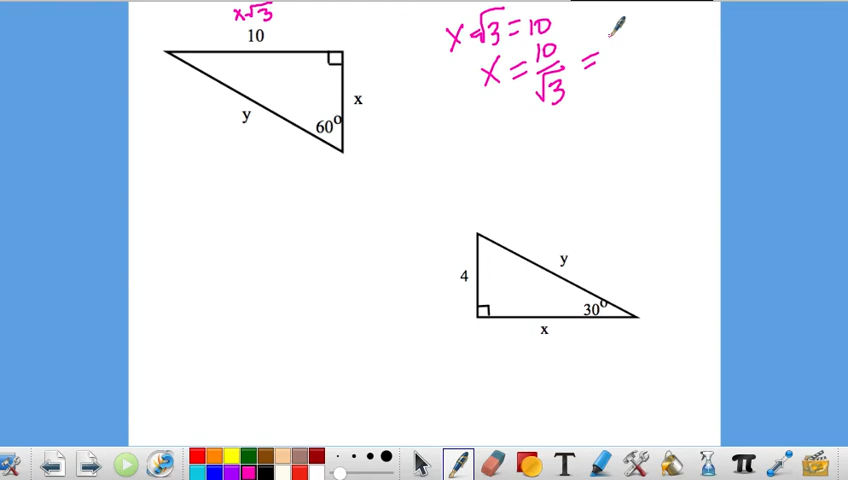 x√3
10
x√3 = 10
x = 10/√3 =
x
y
60°
y
4
30°
x
T
π